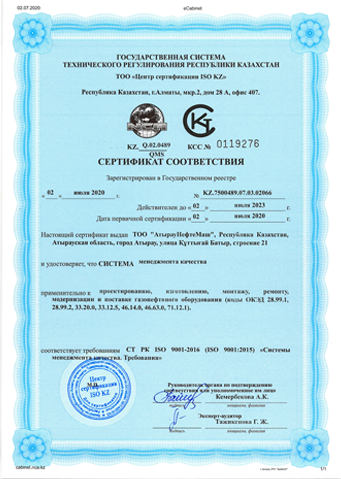 02.07.2020
eCabinet
ГОСУДАРСТВЕННАЯ СИСТЕМА
ТЕХНИЧЕСКОГО РЕГУЛИРОВАНИЯ РЕСПУБЛИКИ КАЗАХСТАН
ТОО «Центр сертификации ISO KZ»
Республика Казахстан, г.Алматы, мкр.2, дом 28 А, офис 407.
KZ. Q.02.0489
QMS
КСС № 0119276
СЕРТИФИКАТ СООТВЕТСТВИЯ
Зарегистрирован в Государственном реестре
« 02 » июля 2020 г. № KZ.7500489.07.03.02066
Действителен до «02 » июля 2023 г.
Дата первичной сертификации « 02 » июля 2020 г.
Настоящий сертификат выдан ТОО "АтырауНефтеМаш", Республика Казахстан,
Атырауская область, город Атырау, улица Құттығай Батыр, строение 21
и удостоверяет, что СИСТЕМА менеджмента качества
применительно к проектированию, изготовлению, монтажу, ремонту,
модернизации и поставке газонефтяного оборудования (коды ОКЭД 28.99.1,
28.99.2, 33.20.0, 33.12.5, 46.14.0, 46.63.0, 71.12.1).
соответствует требованиям СТ РК ISO 9001-2016 (ISO 9001:2015) «Системы
менеджмента качества. Требования»
М.П.
Центр
сертификации
ISO KZ
Руководитель органа по подтверждению
соответствия или уполномоченное им лицо
Кемербекова А.К.
подпись
инициалы, фамилия
Эксперт-аудитор
Тажихгенова Г. Ж.
подпись
инициалы, фамилия
cabinet.nca.kz
1/1